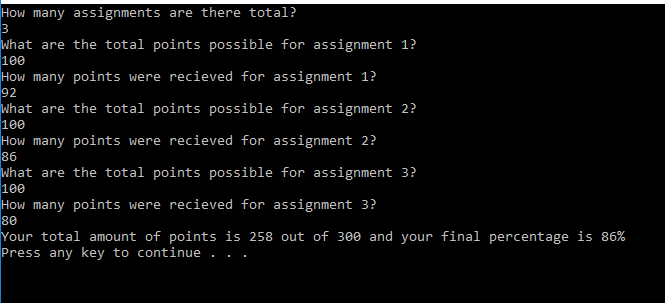 How many assignments are there total?
3
What are the total points possible for assignment 1?
100
How many points were recieved for assignment 1?
92
What are the total points possible for assignment 2?
100
How many points were recieved for assignment 2?
86
What are the total points possible for assignment 3?
100
How many points were recieved for assignment 3?
80
Your total amount of points is 258 out of 300 and your final percentage is 86%
Press any key to continue . . .